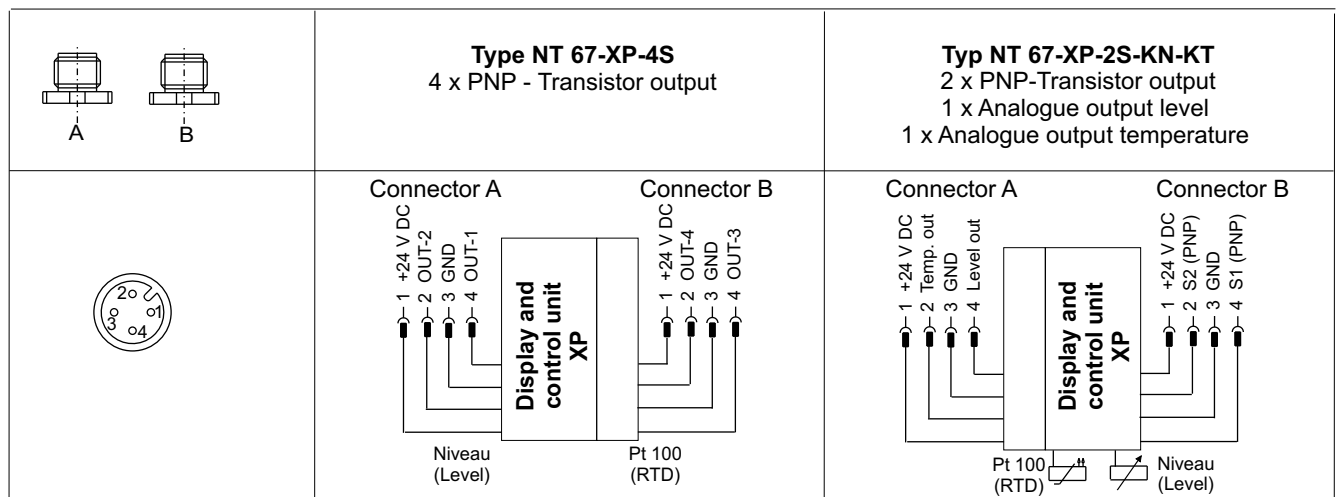 A
B
Type NT 67-XP-4S
4 x PNP - Transistor output
Typ NT 67-XP-2S-KN-KT
2 x PNP-Transistor output
1 x Analogue output level
1 x Analogue output temperature
2
1
3
4
Connector A
Connector B
1 +24 V DC
2 OUT-2
3 GND
4 OUT-1
Display and
control unit
XP
1 +24 V DC
2 OUT-4
3 GND
4 OUT-3
Niveau
(Level)
Pt 100
(RTD)
Connector A
Connector B
1 +24 V DC
2 Temp. out
3 GND
4 Level out
Display and
control unit
XP
1 +24 V DC
2 S2 (PNP)
3 GND
4 S1 (PNP)
Pt 100
(RTD)
Niveau
(Level)